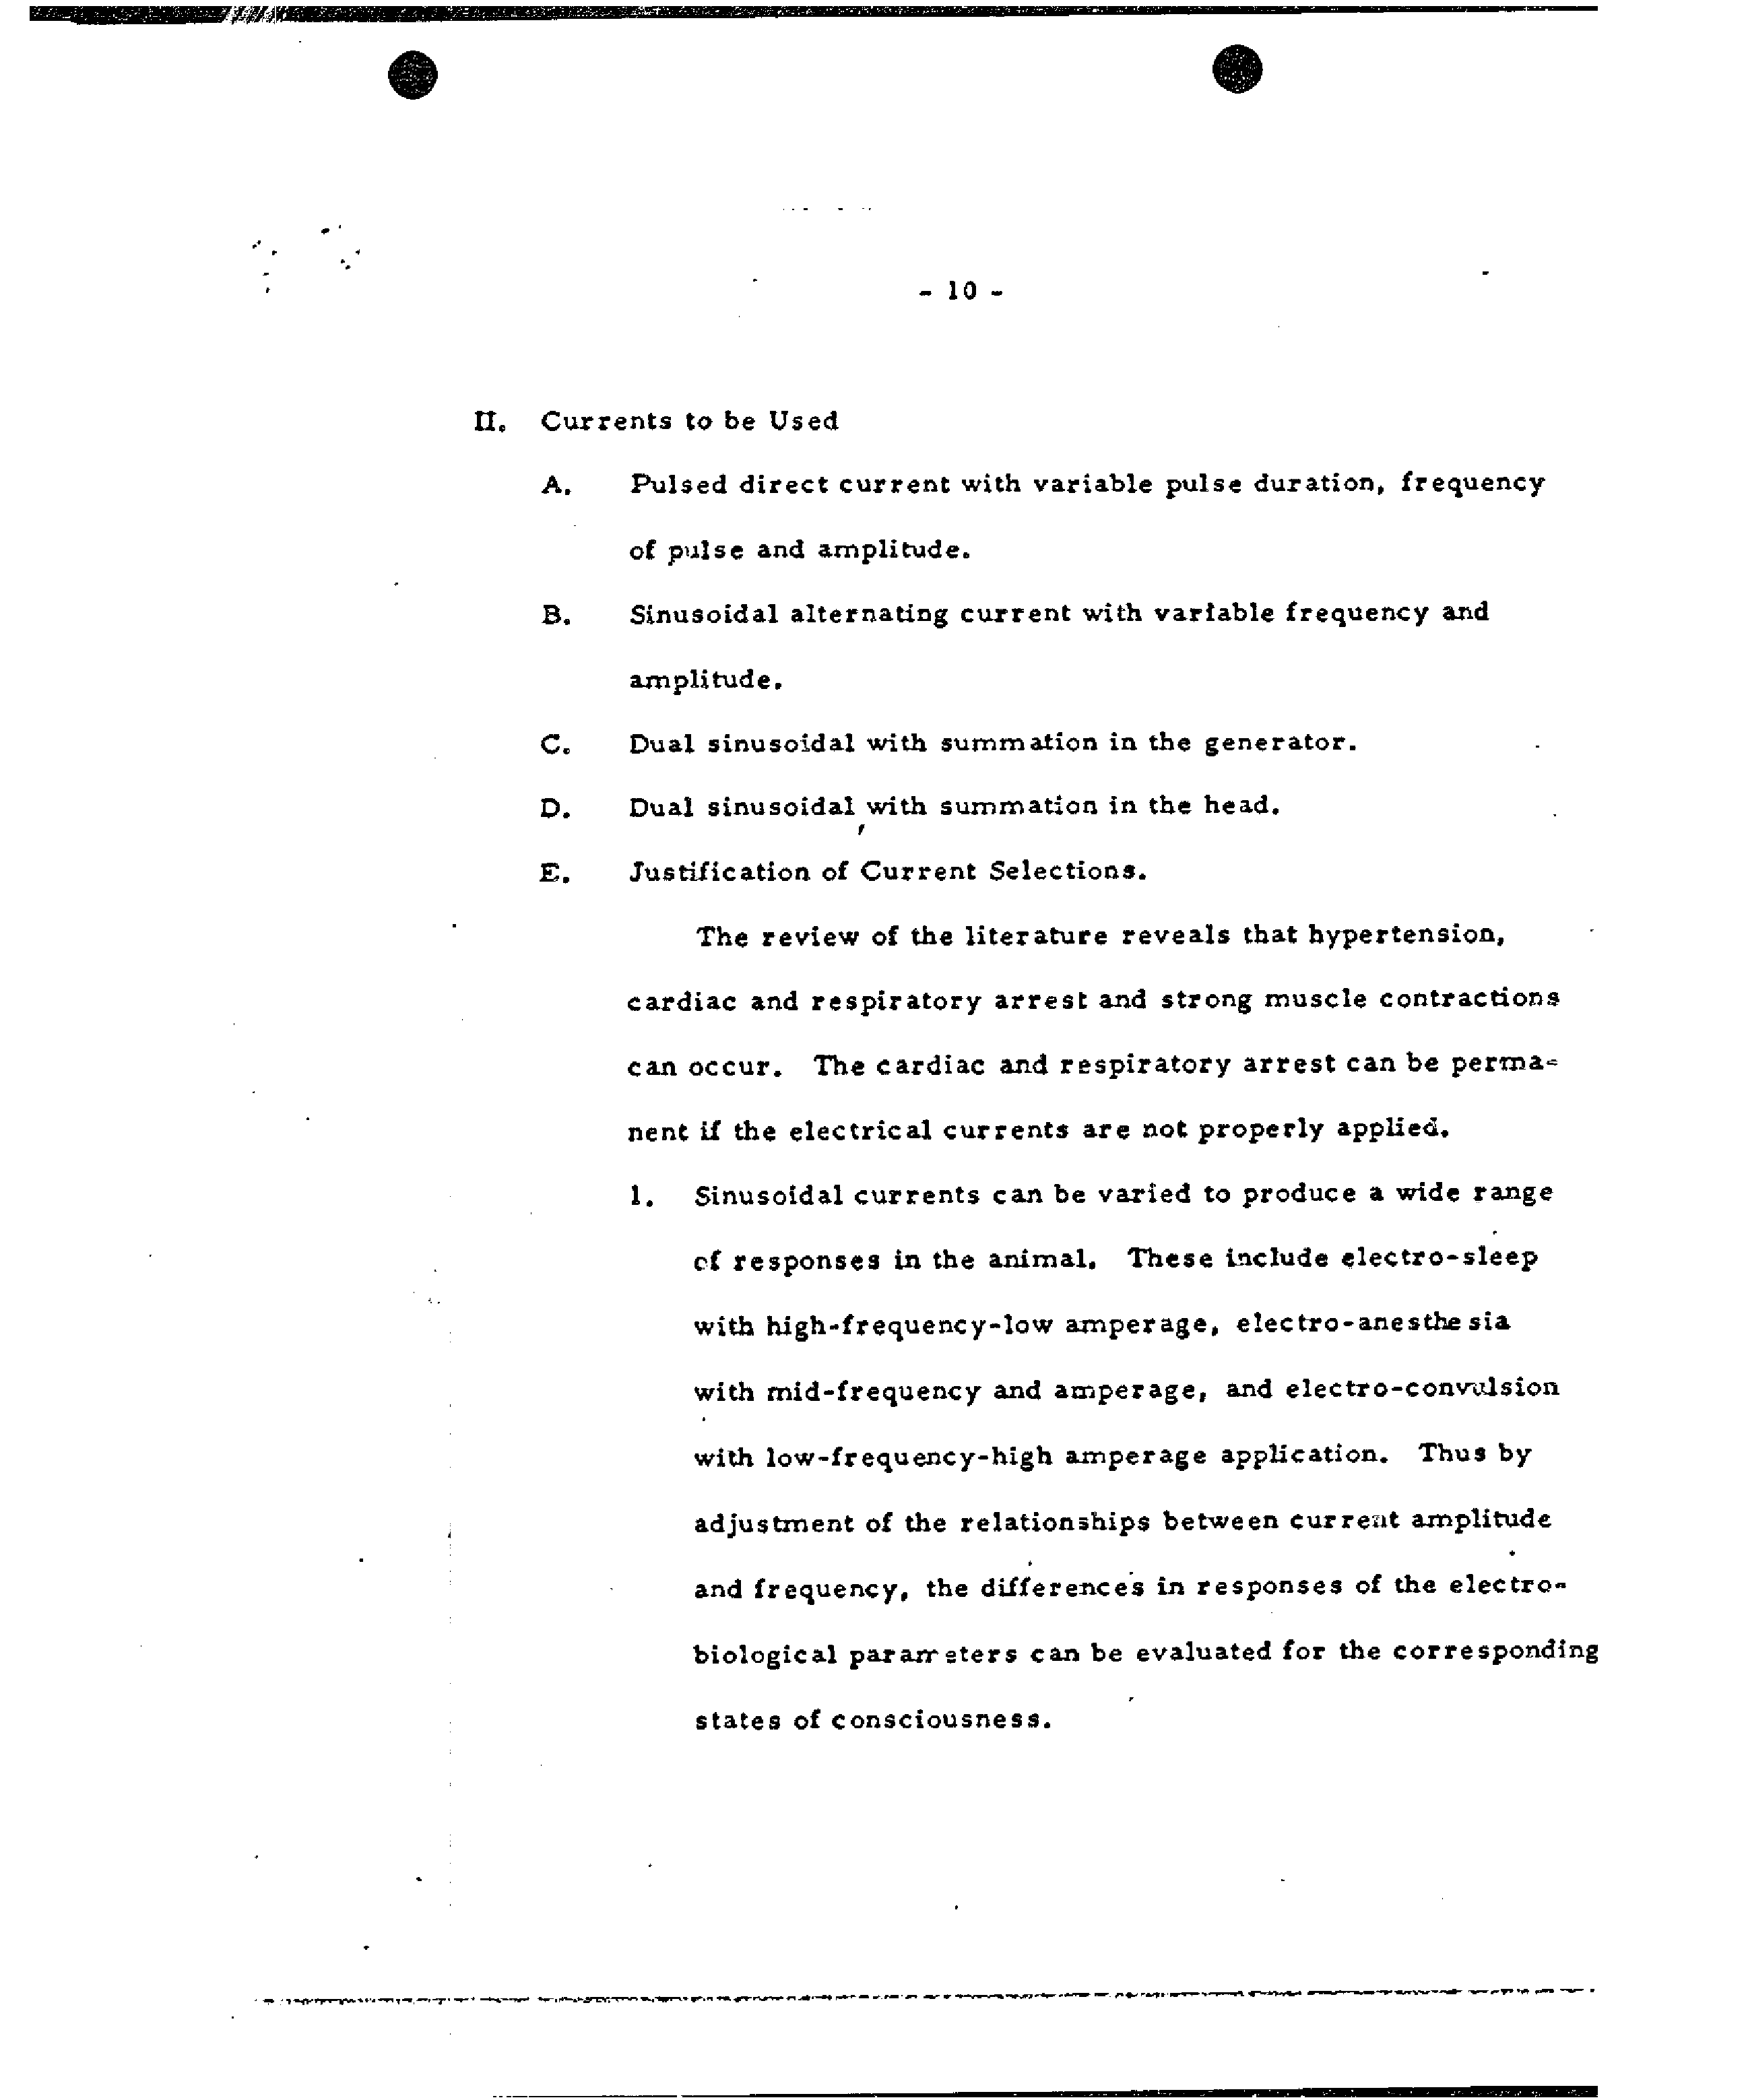 - 10 -
II. Currents to be Used
A. Pulsed direct current with variable pulse duration, frequency
of pulse and amplitude.
B. Sinusoidal alternating current with variable frequency and
amplitude.
C. Dual sinusoidal with summation in the generator.
D. Dual sinusoidal with summation in the head.
E. Justification of Current Selections.
The review of the literature reveals that hypertension,
cardiac and respiratory arrest and strong muscle contractions
can occur. The cardiac and respiratory arrest can be perma-
nent if the electrical currents are not properly applied.
1. Sinusoidal currents can be varied to produce a wide range
of responses in the animal. These include electro-sleep
with high-frequency-low amperage, electro-anesthesia
with mid-frequency and amperage, and electro-convulsion
with low-frequency-high amperage application. Thus by
adjustment of the relationships between current amplitude
and frequency, the differences in responses of the electro-
biological parameters can be evaluated for the corresponding
states of consciousness.